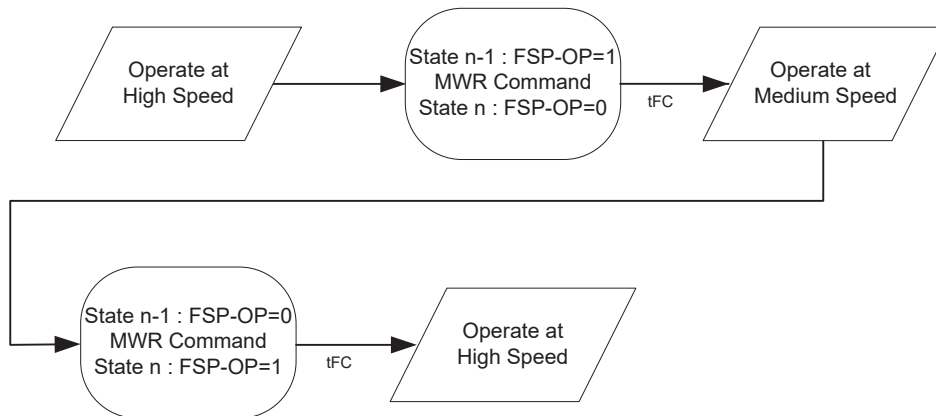 Operate at
High Speed
State n-1 : FSP-OP=1
MWR Command
State n : FSP-OP=0
tFC
Operate at
Medium Speed
State n-1 : FSP-OP=0
MWR Command
State n : FSP-OP=1
tFC
Operate at
High Speed